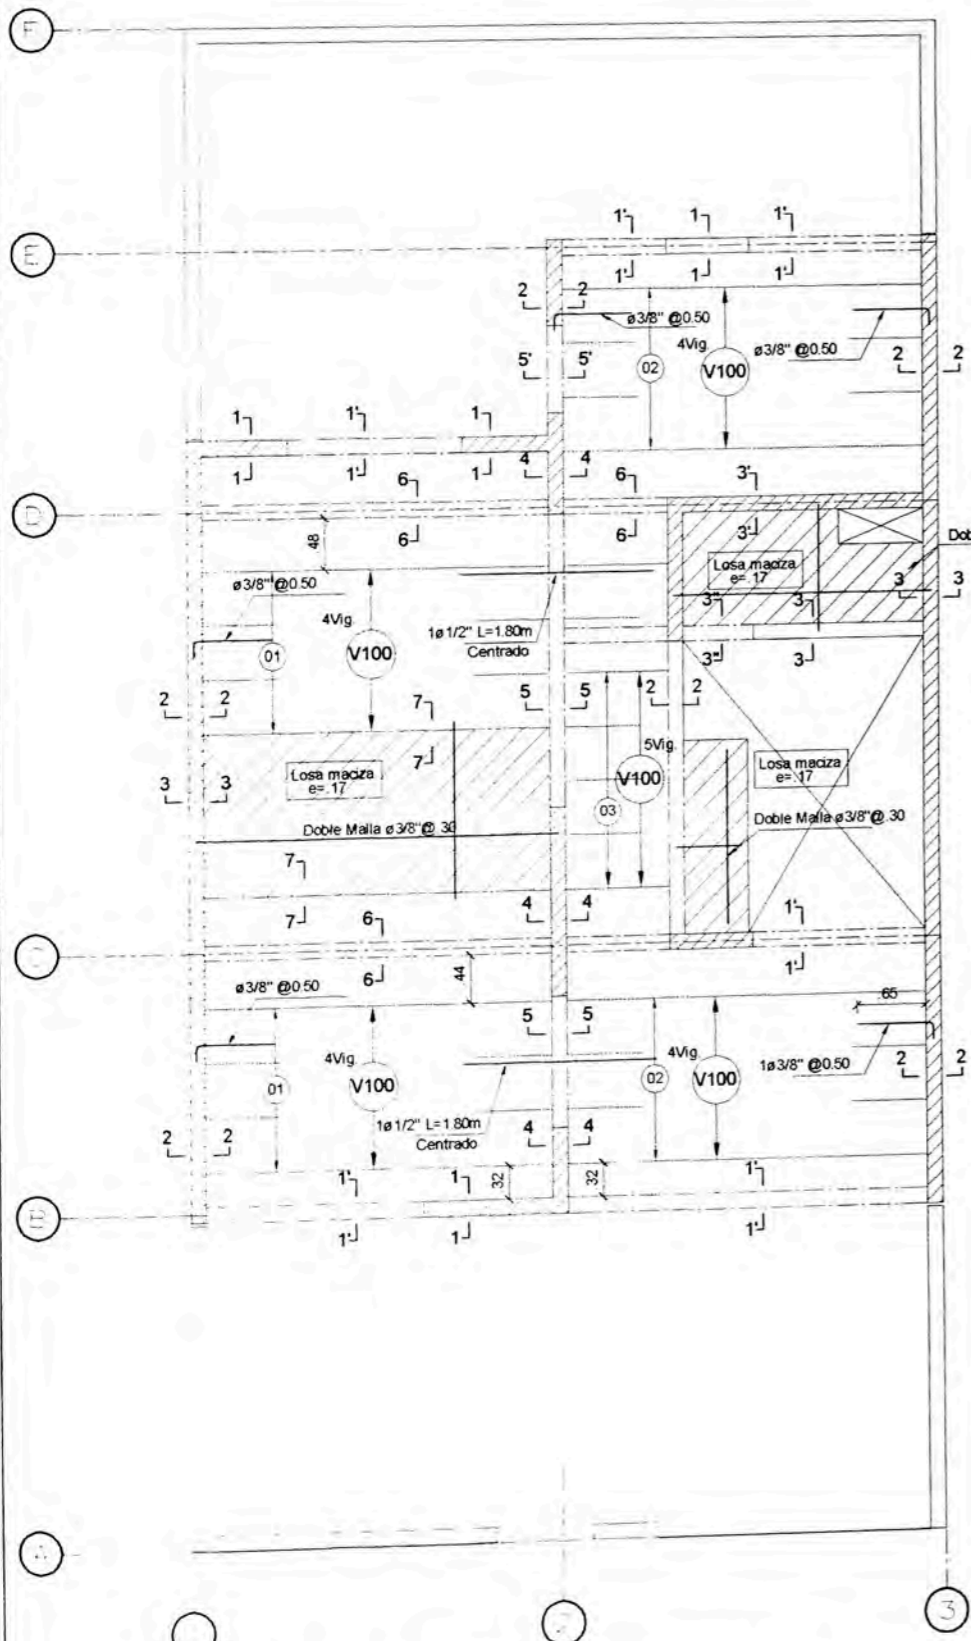 F
E
1' 1 1'
1' 1 1'
2 2
ø3/8" @0.50
4Vig.
ø3/8" @0.50
5' 5'
02
V100
2 2
1 1' 1
1 1' 1
4 4
6
6
6
6
3'
3'
D
.48
Dob
Losa maciza
e=.17
3 3
ø3/8" @0.50
4Vig.
1ø1/2" L=1.80m
Centrado
01
V100
3" 3
3" 3
2 2
5 5
2 2
7
7
5Vig.
V100
3 3
Losa maciza
e=.17
Losa maciza
e=.17
03
Doble Malla ø3/8"@.30
Doble Malla ø3/8"@.30
7
7
4 4
6
6
1'
1'
C
.44
ø3/8" @0.50
.65
5 5
4Vig.
01
V100
4Vig.
02
V100
1ø3/8" @0.50
2 2
1ø1/2" L=1.80m
Centrado
2 2
4 4
1' 1
1' 1
.32
.32
1'
1'
B
A
2
3